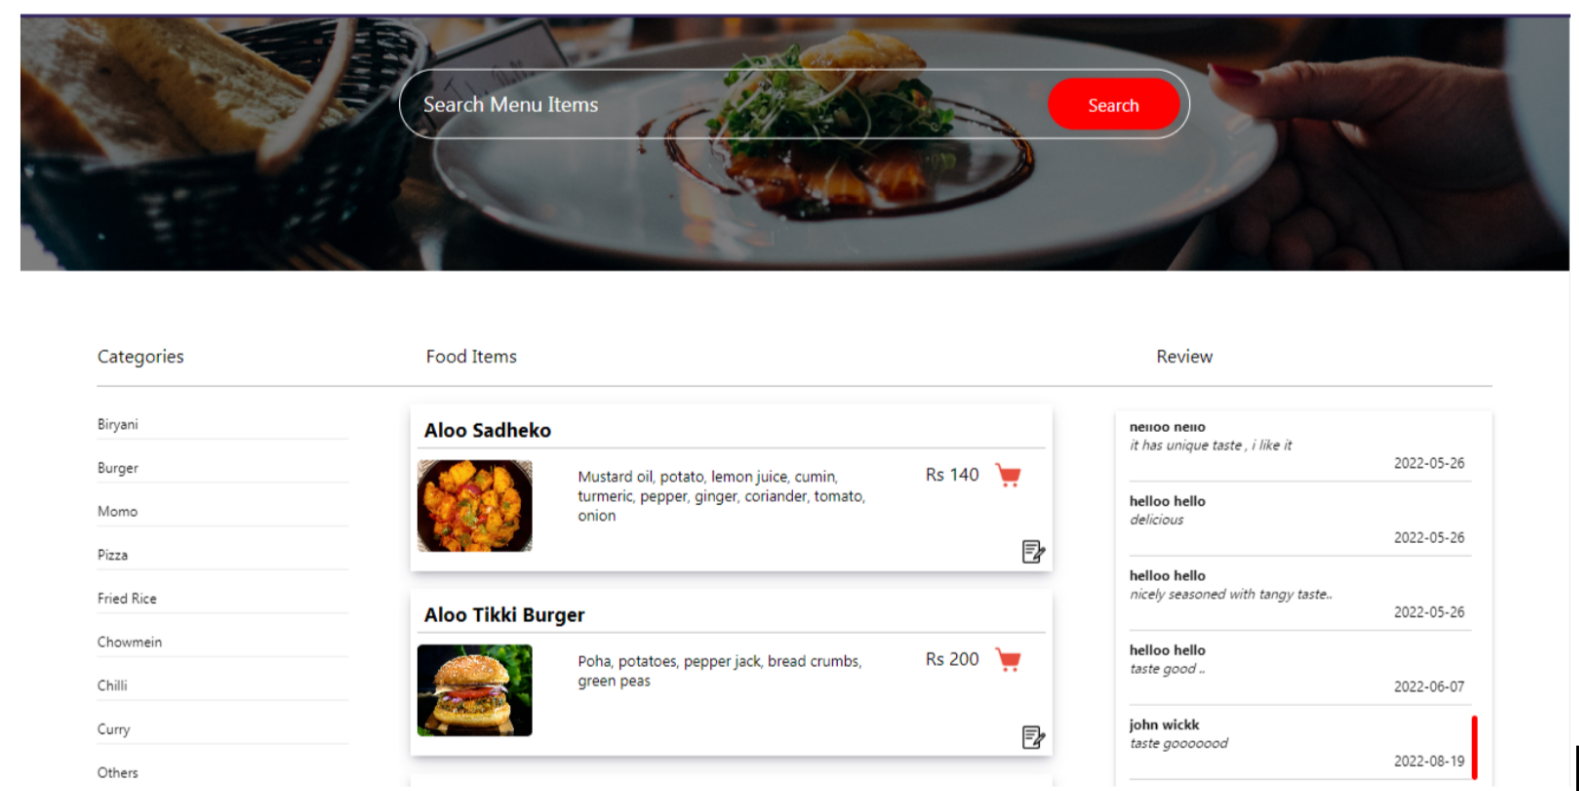 Search Menu Items
Search
Categories
Food Items
Review
Biryani
Burger
Momo
Pizza
Fried Rice
Chowmein
Chilli
Curry
Others
Aloo Sadheko
Mustard oil, potato, lemon juice, cumin,
turmeric, pepper, ginger, coriander, tomato,
onion
Rs 140
Aloo Tikki Burger
Poha, potatoes, pepper jack, bread crumbs,
green peas
Rs 200
helloo hello
it has unique taste , i like it
2022-05-26
helloo hello
delicious
2022-05-26
helloo hello
nicely seasoned with tangy taste..
2022-05-26
helloo hello
taste good ..
2022-06-07
john wickk
taste gooooood
2022-08-19